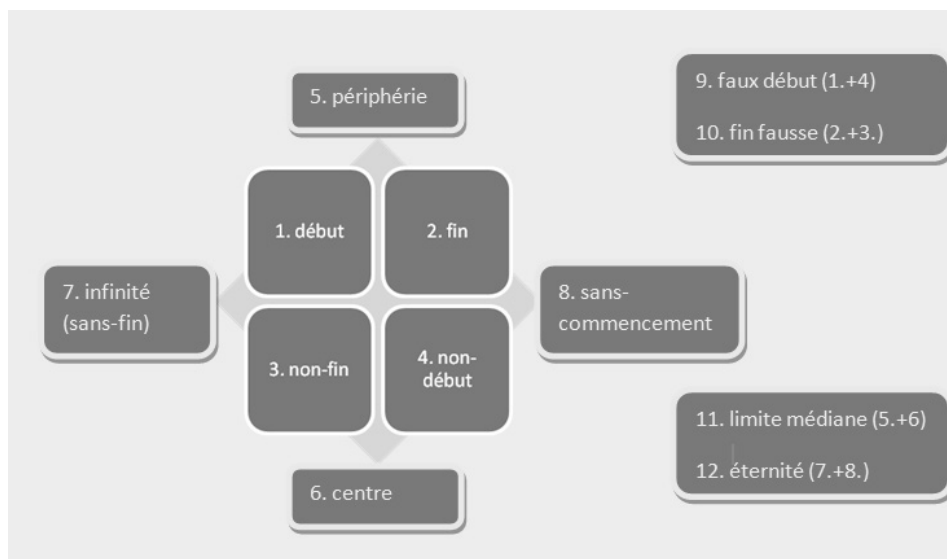 5. périphérie
9. faux début (1.+4)
10. fin fausse (2.+3.)
1. début
2. fin
7. infinité
(sans-fin)
8. sans-
commencement
3. non-fin
4. non-
début
6. centre
11. limite médiane (5.+6)
12. éternité (7.+8.)